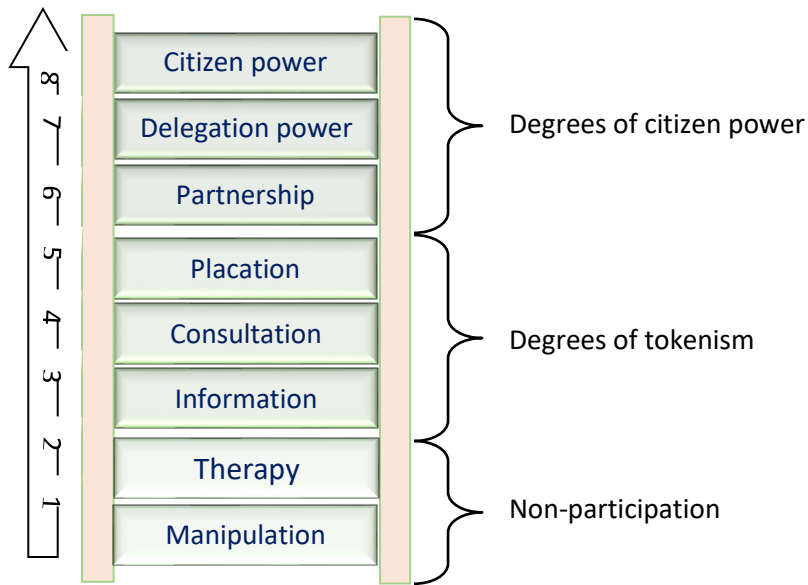 8
Citizen power
7
Delegation power
Degrees of citizen power
6
Partnership
5
Placation
4
Consultation
Degrees of tokenism
3
Information
2
Therapy
1
Manipulation
Non-participation